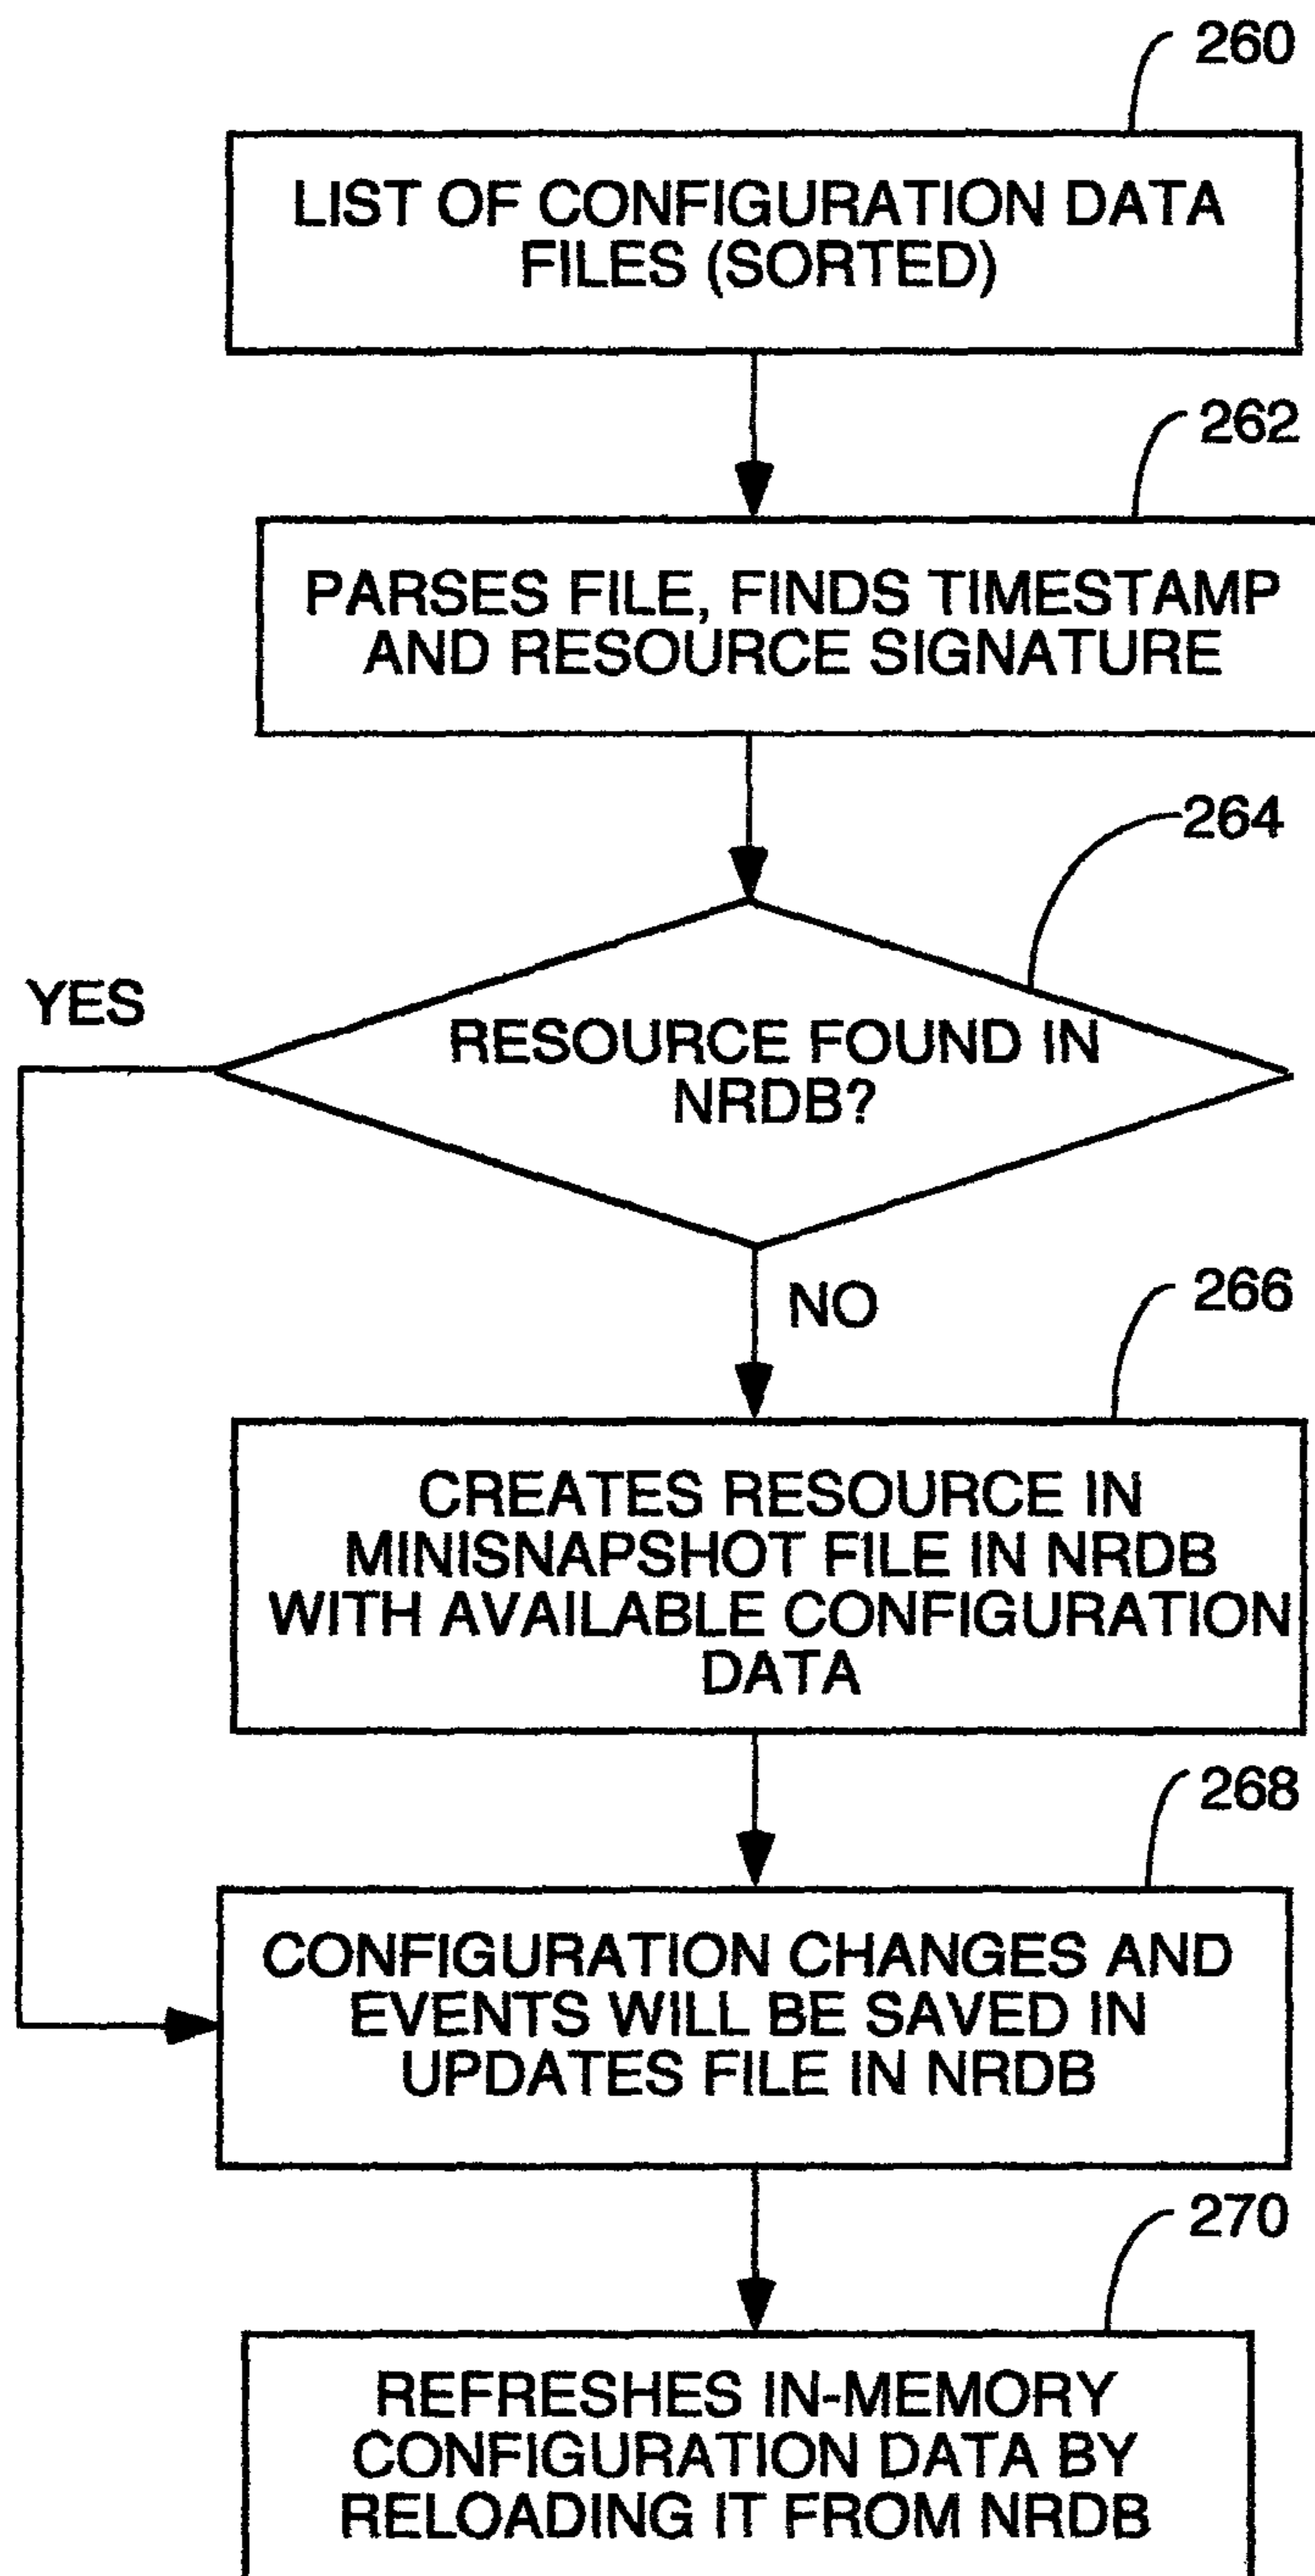 260
LIST OF CONFIGURATION DATA
FILES (SORTED)
262
PARSES FILE, FINDS TIMESTAMP
AND RESOURCE SIGNATURE
264
YES
RESOURCE FOUND IN
NRDB?
NO
266
CREATES RESOURCE IN
MINISNAPSHOT FILE IN NRDB
WITH AVAILABLE CONFIGURATION
DATA
268
CONFIGURATION CHANGES AND
EVENTS WILL BE SAVED IN
UPDATES FILE IN NRDB
270
REFRESHES IN-MEMORY
CONFIGURATION DATA BY
RELOADING IT FROM NRDB